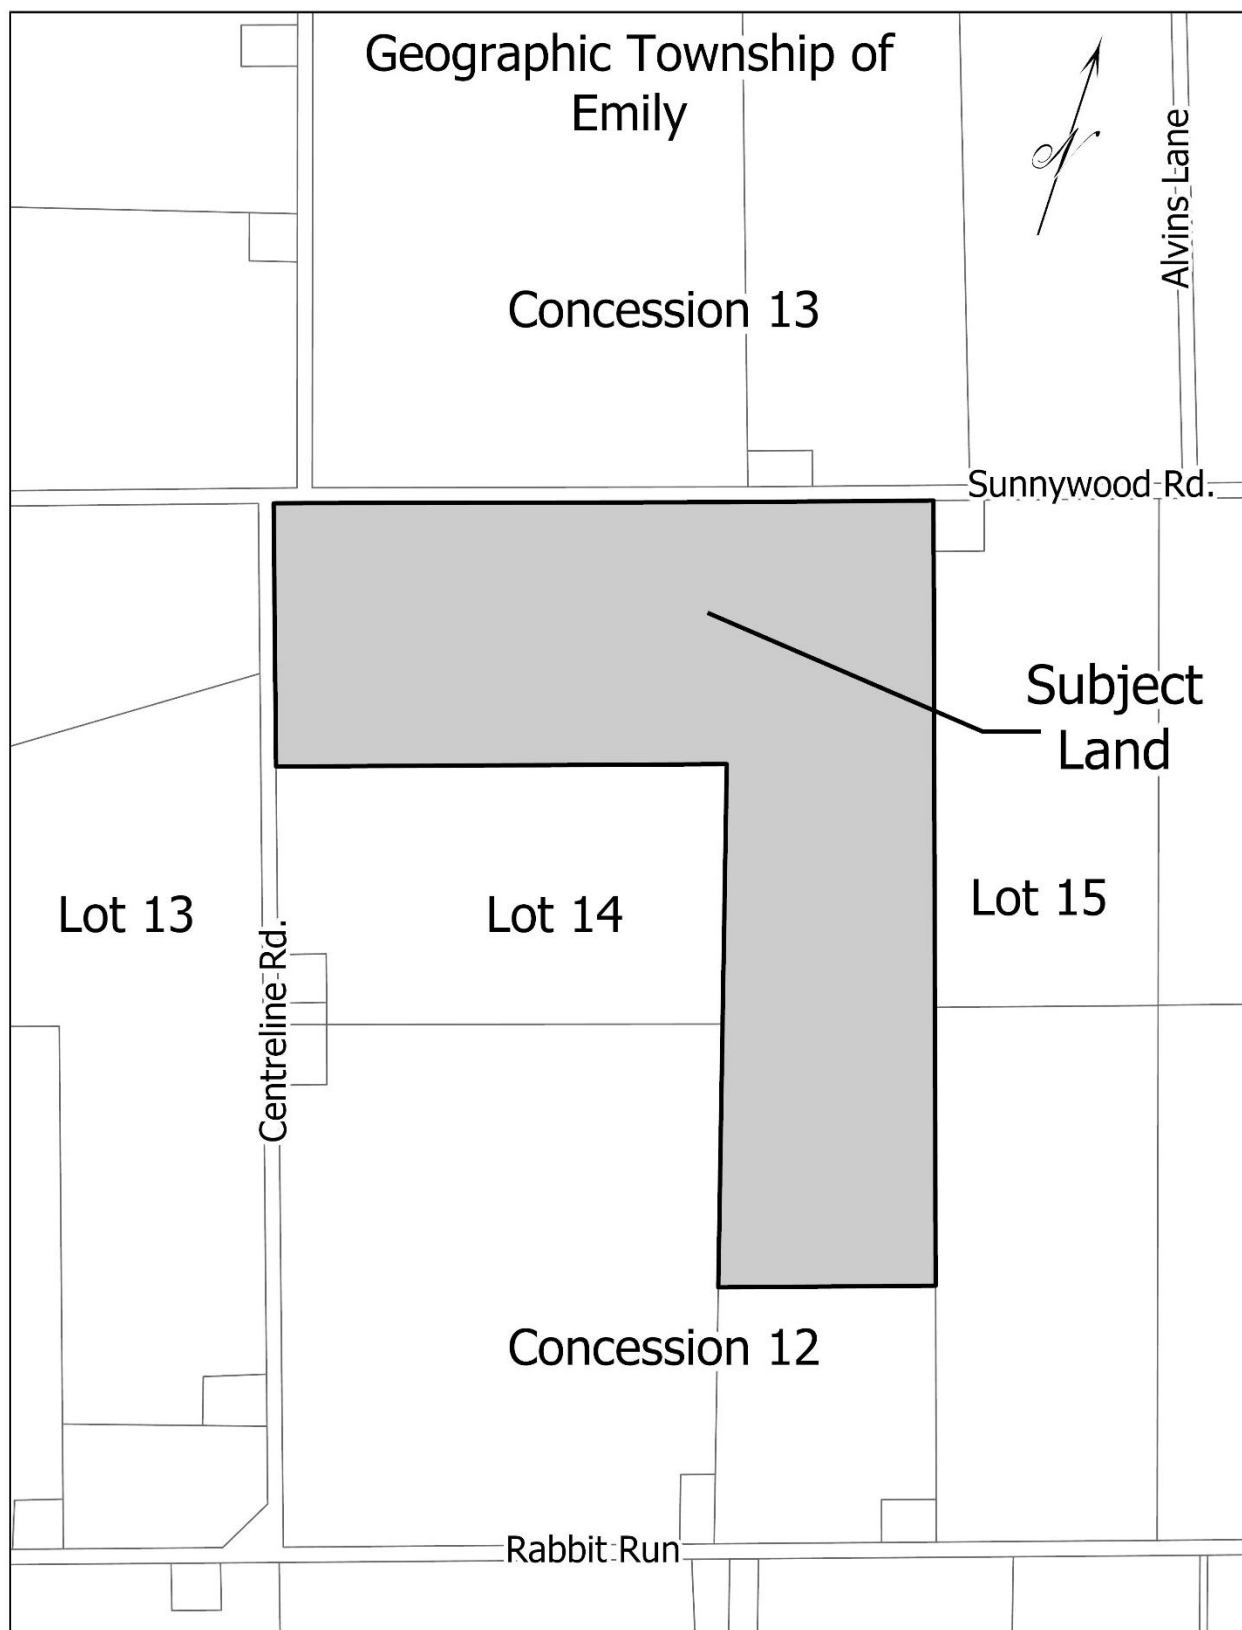 Geographic Township of
Emily
N
Alvins Lane
Concession 13
Sunnywood Rd.
Subject
Land
Lot 13
Lot 14
Lot 15
Centreline Rd.
Concession 12
Rabbit Run